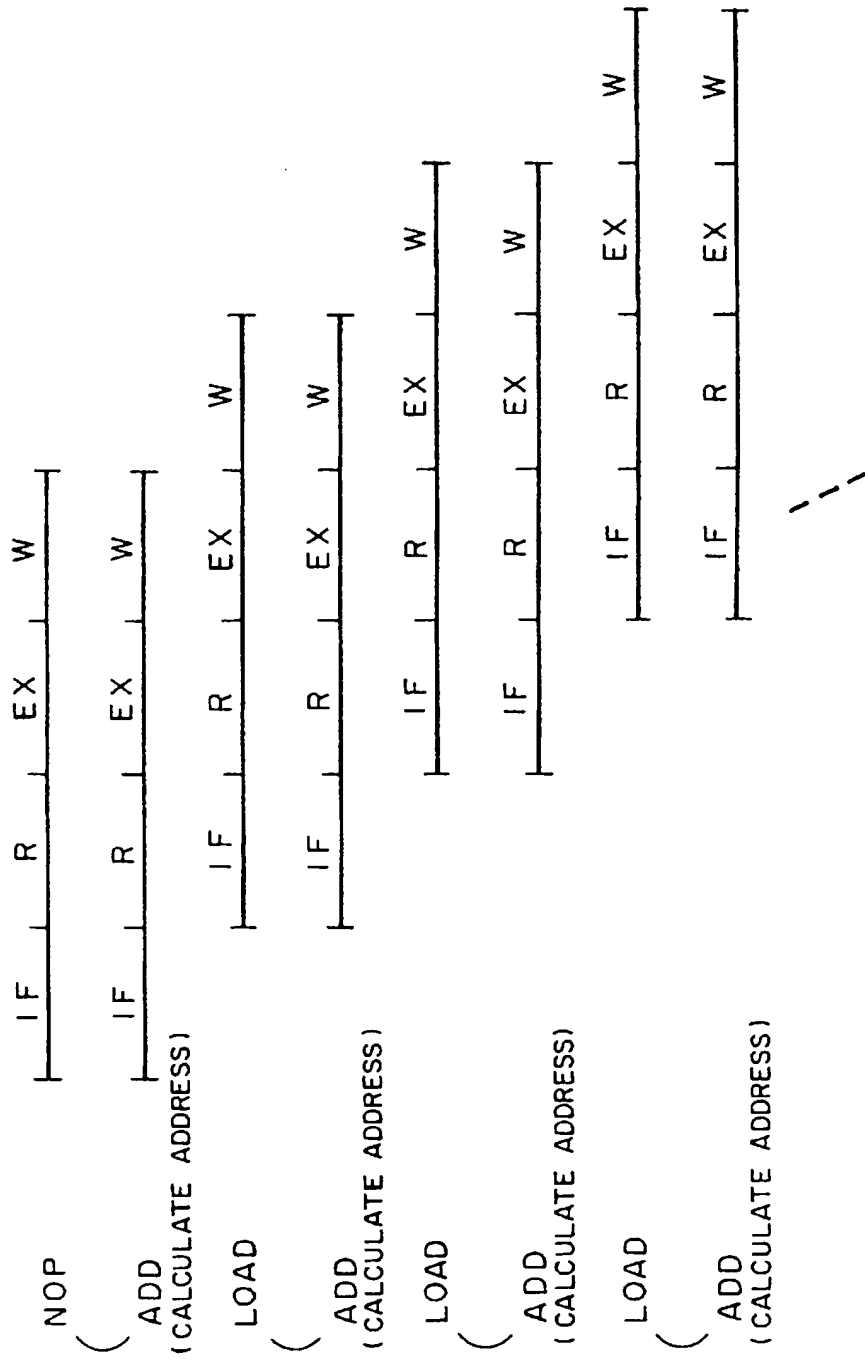 NOP IF R EX W
ADD IF R EX W
(CALCULATE ADDRESS)
LOAD IF R EX W
ADD IF R EX W
(CALCULATE ADDRESS)
LOAD IF R EX W
ADD IF R EX W
(CALCULATE ADDRESS)
LOAD IF R EX W
ADD IF R EX W
(CALCULATE ADDRESS)